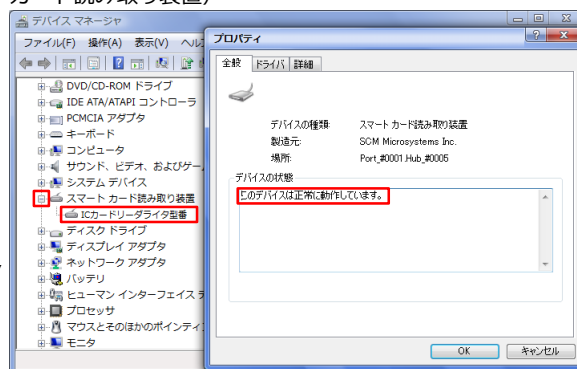 カード読み取り装置）
デバイス マネージャ
ファイル(F) 操作(A) 表示(V) ヘル
DVD/CD-ROM ドライブ
IDE ATA/ATAPI コントローラ
PCMCIA アダプタ
キーボード
コンピュータ
サウンド、ビデオ、およびゲー
システム デバイス
スマート カード読み取り装置
ICカードリーダライタ型番
ディスク ドライブ
ディスプレイ アダプタ
ネットワーク アダプタ
バッテリ
ヒューマン インターフェイス デ
プロセッサ
マウスとそのほかのポインティ
モニタ
プロパティ
全般 ドライバ 詳細
デバイスの種類: スマート カード読み取り装置
製造元: SCM Microsystems Inc.
場所: Port_#0001.Hub_#0005
デバイスの状態
このデバイスは正常に動作しています。
OK キャンセル